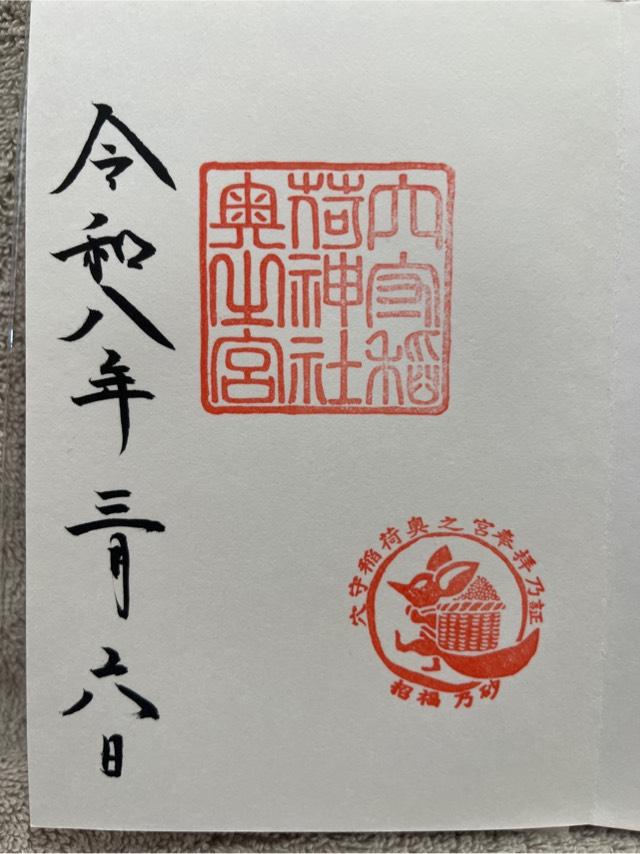 穴守稲
荷神社
奥之宮
穴守稲荷奥之宮奉拝乃証
招福乃砂
令和八年三月六日